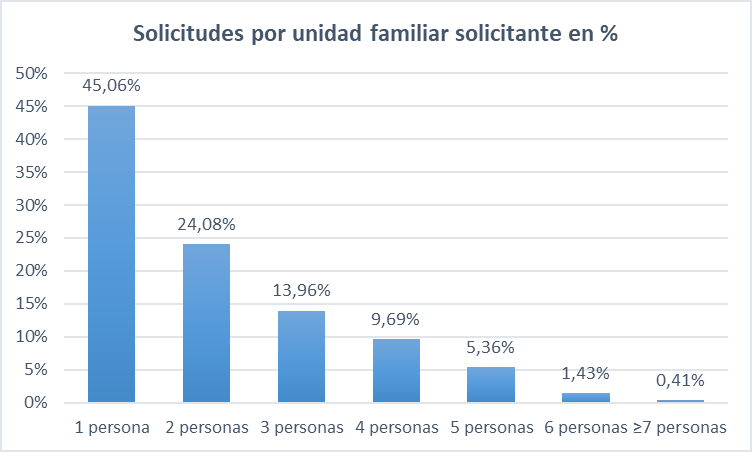 Solicitudes por unidad familiar solicitante en %
50%
45%
40%
35%
30%
25%
20%
15%
10%
5%
0%
45,06%
24,08%
13,96%
9,69%
5,36%
1,43%
0,41%
1 persona
2 personas
3 personas
4 personas
5 personas
6 personas
≥7 personas